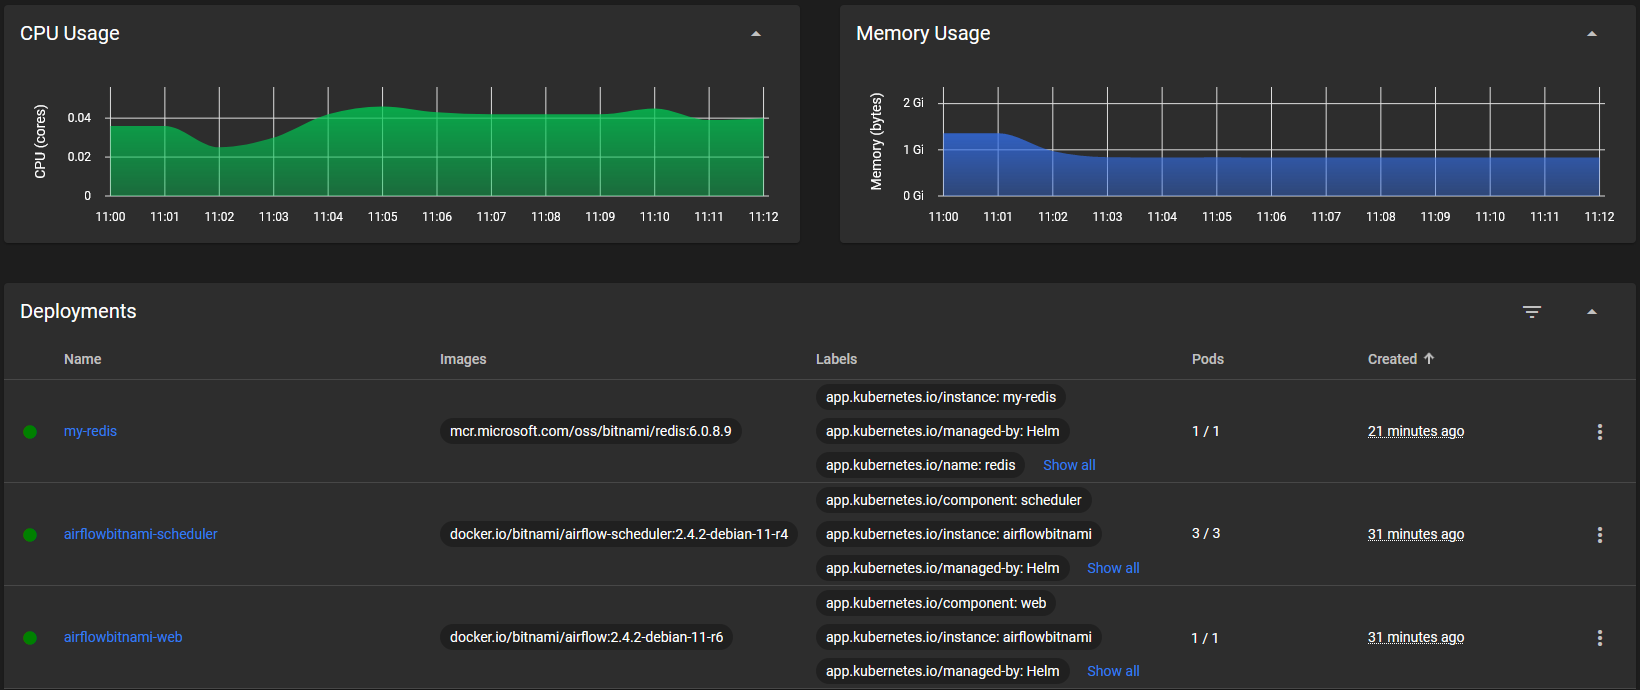 CPU Usage
CPU (cores)
0.04
0.02
0
11:00 11:01 11:02 11:03 11:04 11:05 11:06 11:07 11:08 11:09 11:10 11:11 11:12
Memory Usage
Memory (bytes)
2 Gi
1 Gi
0 Gi
11:00 11:01 11:02 11:03 11:04 11:05 11:06 11:07 11:08 11:09 11:10 11:11 11:12
Deployments
Name Images Labels Pods Created
my-redis
mcr.microsoft.com/oss/bitnami/redis:6.0.8.9
app.kubernetes.io/instance: my-redis
app.kubernetes.io/managed-by: Helm
app.kubernetes.io/name: redis Show all
1 / 1
21 minutes ago
airflowbitnami-scheduler
docker.io/bitnami/airflow-scheduler:2.4.2-debian-11-r4
app.kubernetes.io/component: scheduler
app.kubernetes.io/instance: airflowbitnami
app.kubernetes.io/managed-by: Helm Show all
3 / 3
31 minutes ago
airflowbitnami-web
docker.io/bitnami/airflow:2.4.2-debian-11-r6
app.kubernetes.io/component: web
app.kubernetes.io/instance: airflowbitnami
app.kubernetes.io/managed-by: Helm Show all
1 / 1
31 minutes ago